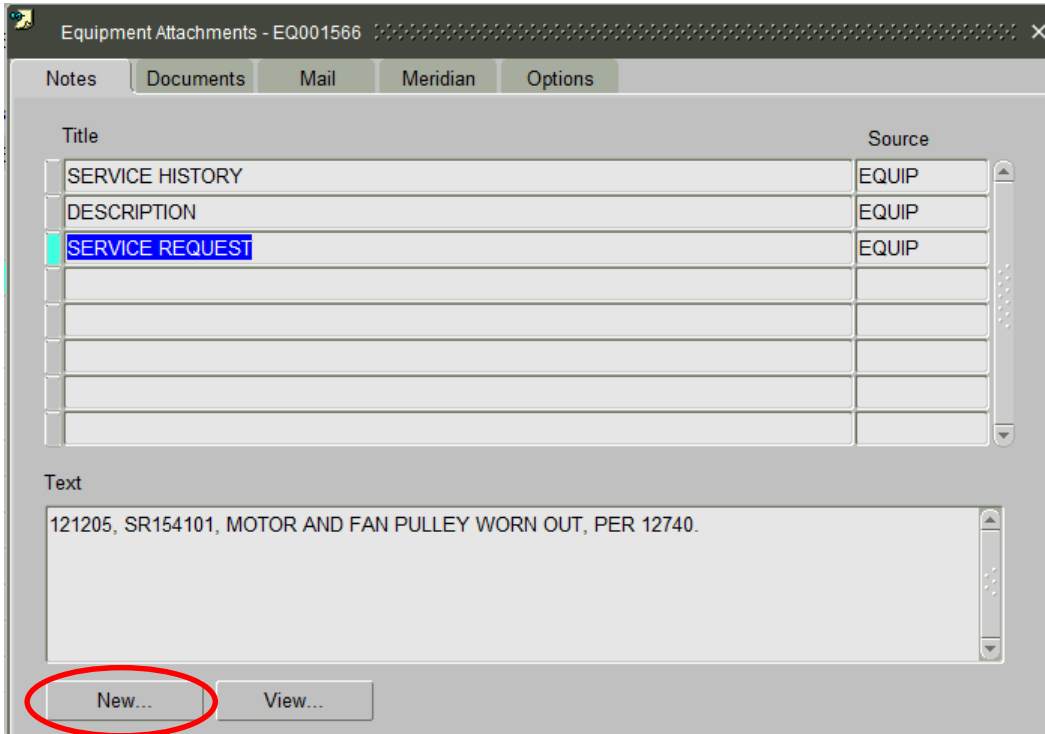 Equipment Attachments - EQ001566
Notes Documents Mail Meridian Options
Title Source
SERVICE HISTORY EQUIP
DESCRIPTION EQUIP
SERVICE REQUEST EQUIP
Text
121205, SR154101, MOTOR AND FAN PULLEY WORN OUT, PER 12740.
New... View...